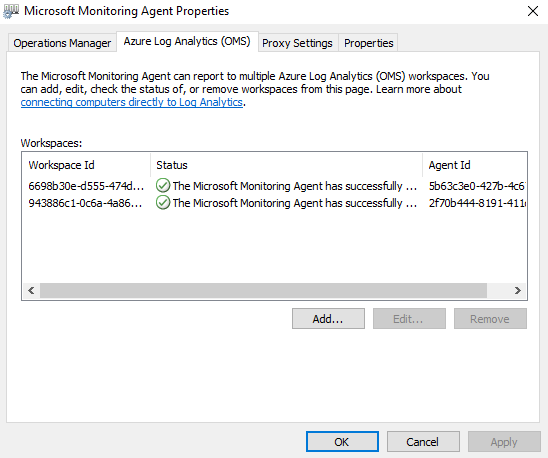 Microsoft Monitoring Agent Properties
Operations Manager Azure Log Analytics (OMS) Proxy Settings Properties
The Microsoft Monitoring Agent can report to multiple Azure Log Analytics (OMS) workspaces. You
can add, edit, check the status of, or remove workspaces from this page. Learn more about
connecting computers directly to Log Analytics.
Workspaces:
Workspace Id Status Agent Id
6698b30e-d555-474d... The Microsoft Monitoring Agent has successfully ... 5b63c3e0-427b-4c6
943886c1-0c6a-4a86... The Microsoft Monitoring Agent has successfully ... 2f70b444-8191-411
Add... Edit... Remove
OK Cancel Apply